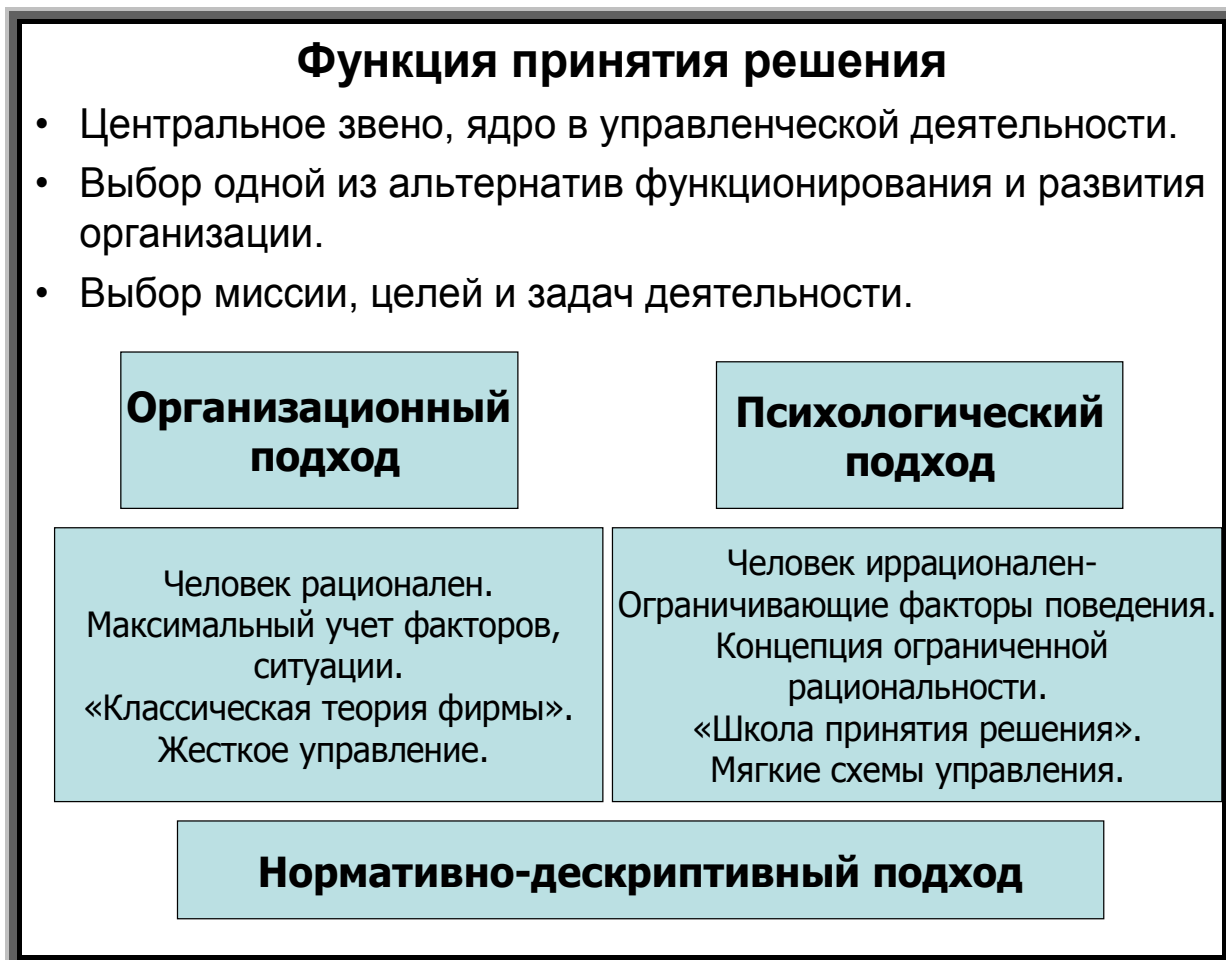 Функция принятия решения
• Центральное звено, ядро в управленческой деятельности.
• Выбор одной из альтернатив функционирования и развития
организации.
• Выбор миссии, целей и задач деятельности.
Организационный
подход
Психологический
подход
Человек рационален.
Максимальный учет факторов,
ситуации.
«Классическая теория фирмы».
Жесткое управление.
Человек иррационален-
Ограничивающие факторы поведения.
Концепция ограниченной
рациональности.
«Школа принятия решения».
Мягкие схемы управления.
Нормативно-дескриптивный подход